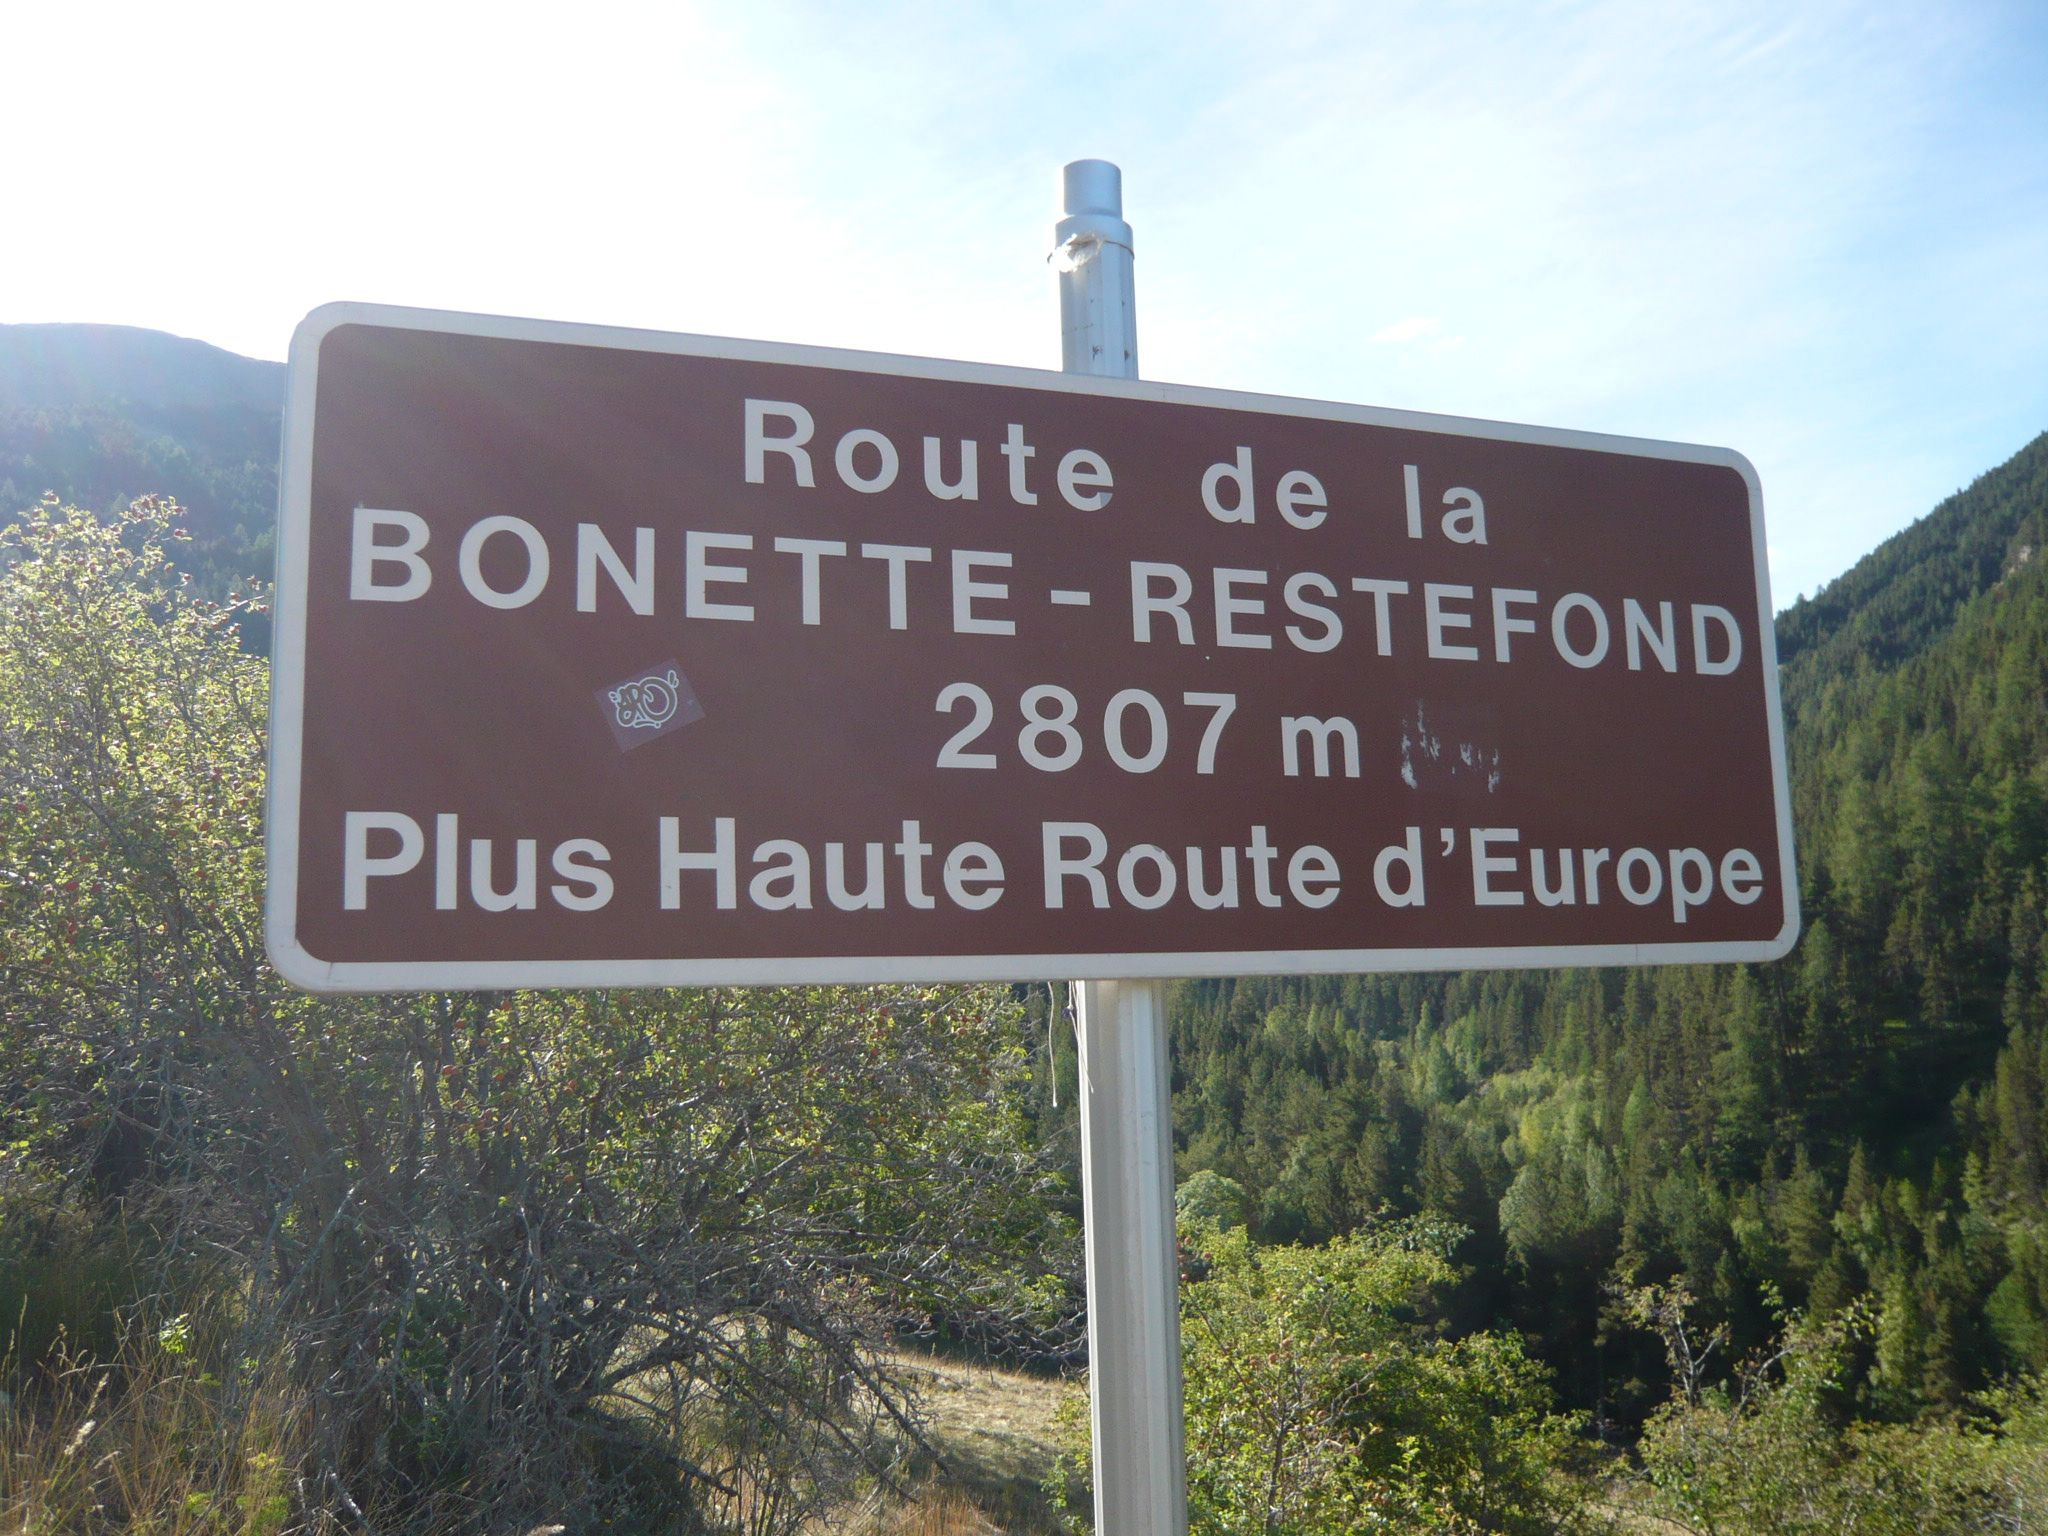 Route de la
BONETTE - RESTEFOND
2807 m
Plus Haute Route d'Europe